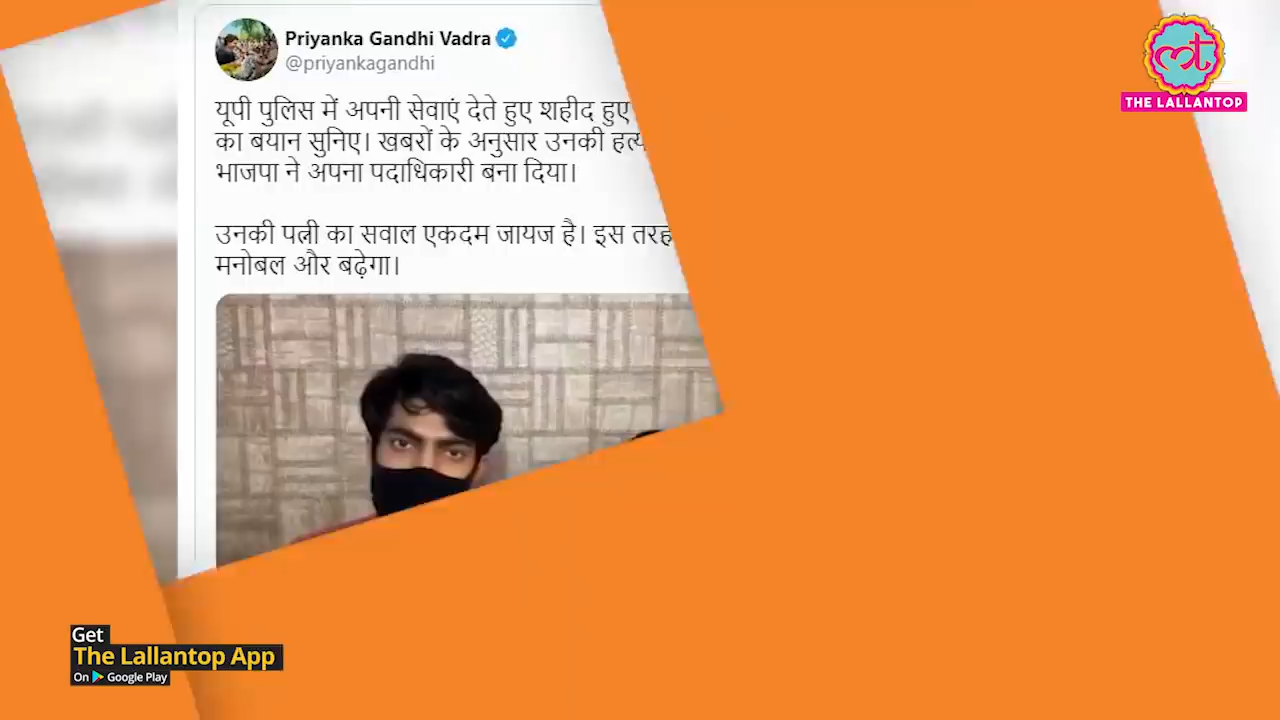 Priyanka Gandhi Vadra
@priyankagandhi
यूपी पुलिस में अपनी सेवाएं देते हुए शहीद हुए
का बयान सुनिए। खबरों के अनुसार उनकी
भाजपा ने अपना पदाधिकारी बना दिया।
उनकी पत्नी का सवाल एकदम जायज है। इस तरह
मनोबल और बढ़ेगा।
THE LALLANTOP
Get
The Lallantop App
On Google Play